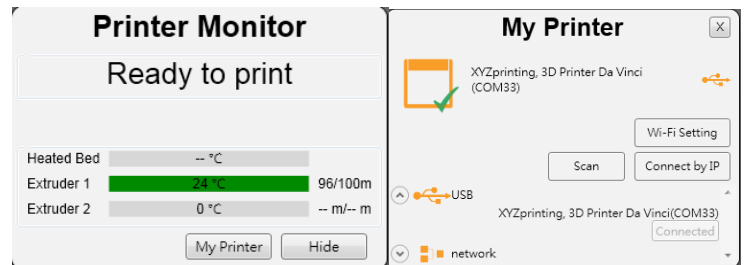 Printer Monitor
Ready to print
Heated Bed -- °C
Extruder 1 24 °C 96/100m
Extruder 2 0 °C -- m/-- m
My Printer Hide
My Printer X
XYZprinting, 3D Printer Da Vinci
(COM33)
Wi-Fi Setting
Scan Connect by IP
USB
XYZprinting, 3D Printer Da Vinci(COM33)
Connected
network